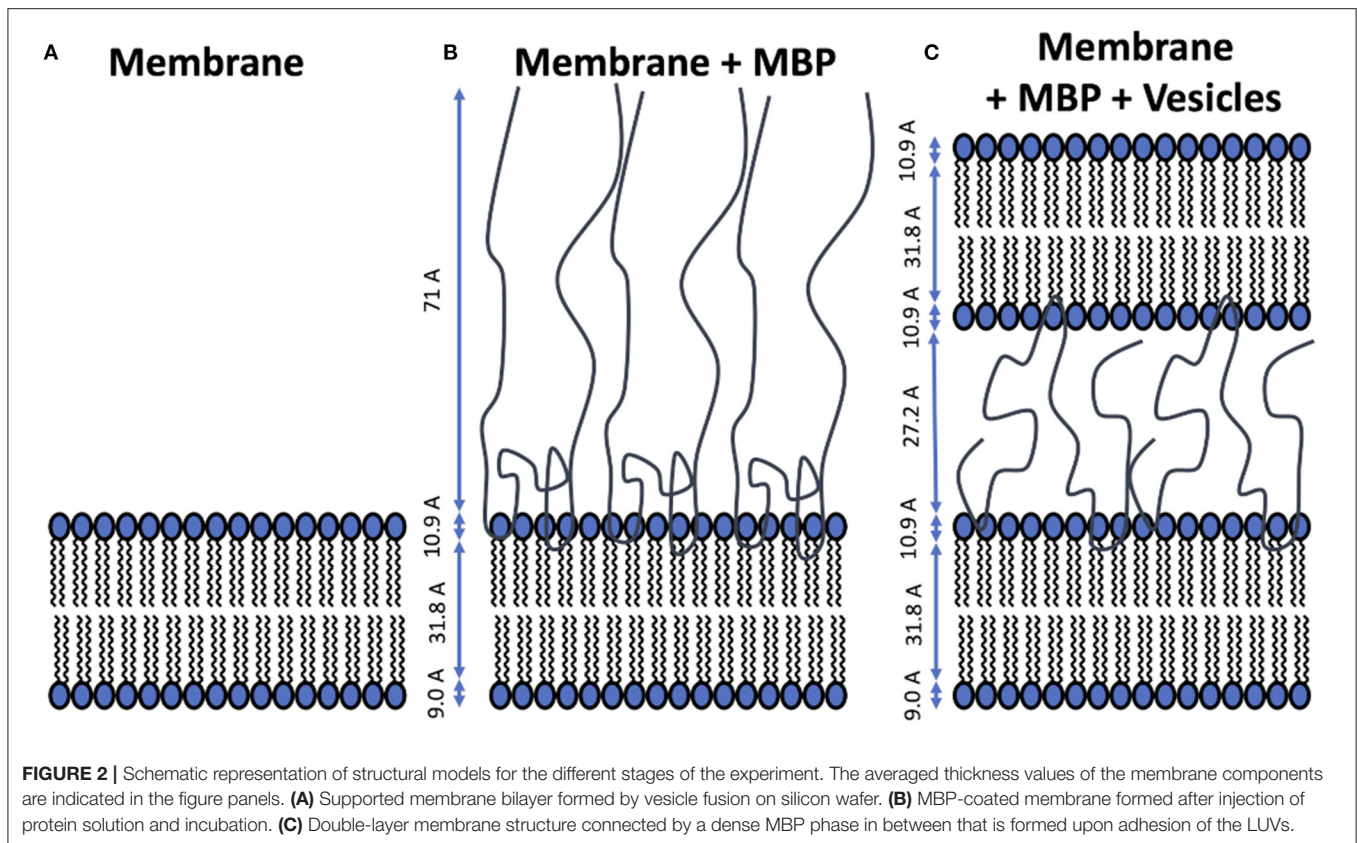 A
Membrane
B
Membrane + MBP
C
Membrane
+ MBP + Vesicles
71 A
10.9 A
31.8 A
9.0 A
10.9 A
31.8 A
10.9 A
27.2 A
10.9 A
31.8 A
9.0 A
FIGURE 2 | Schematic representation of structural models for the different stages of the experiment. The averaged thickness values of the membrane components
are indicated in the figure panels. (A) Supported membrane bilayer formed by vesicle fusion on silicon wafer. (B) MBP-coated membrane formed after injection of
protein solution and incubation. (C) Double-layer membrane structure connected by a dense MBP phase in between that is formed upon adhesion of the LUVs.